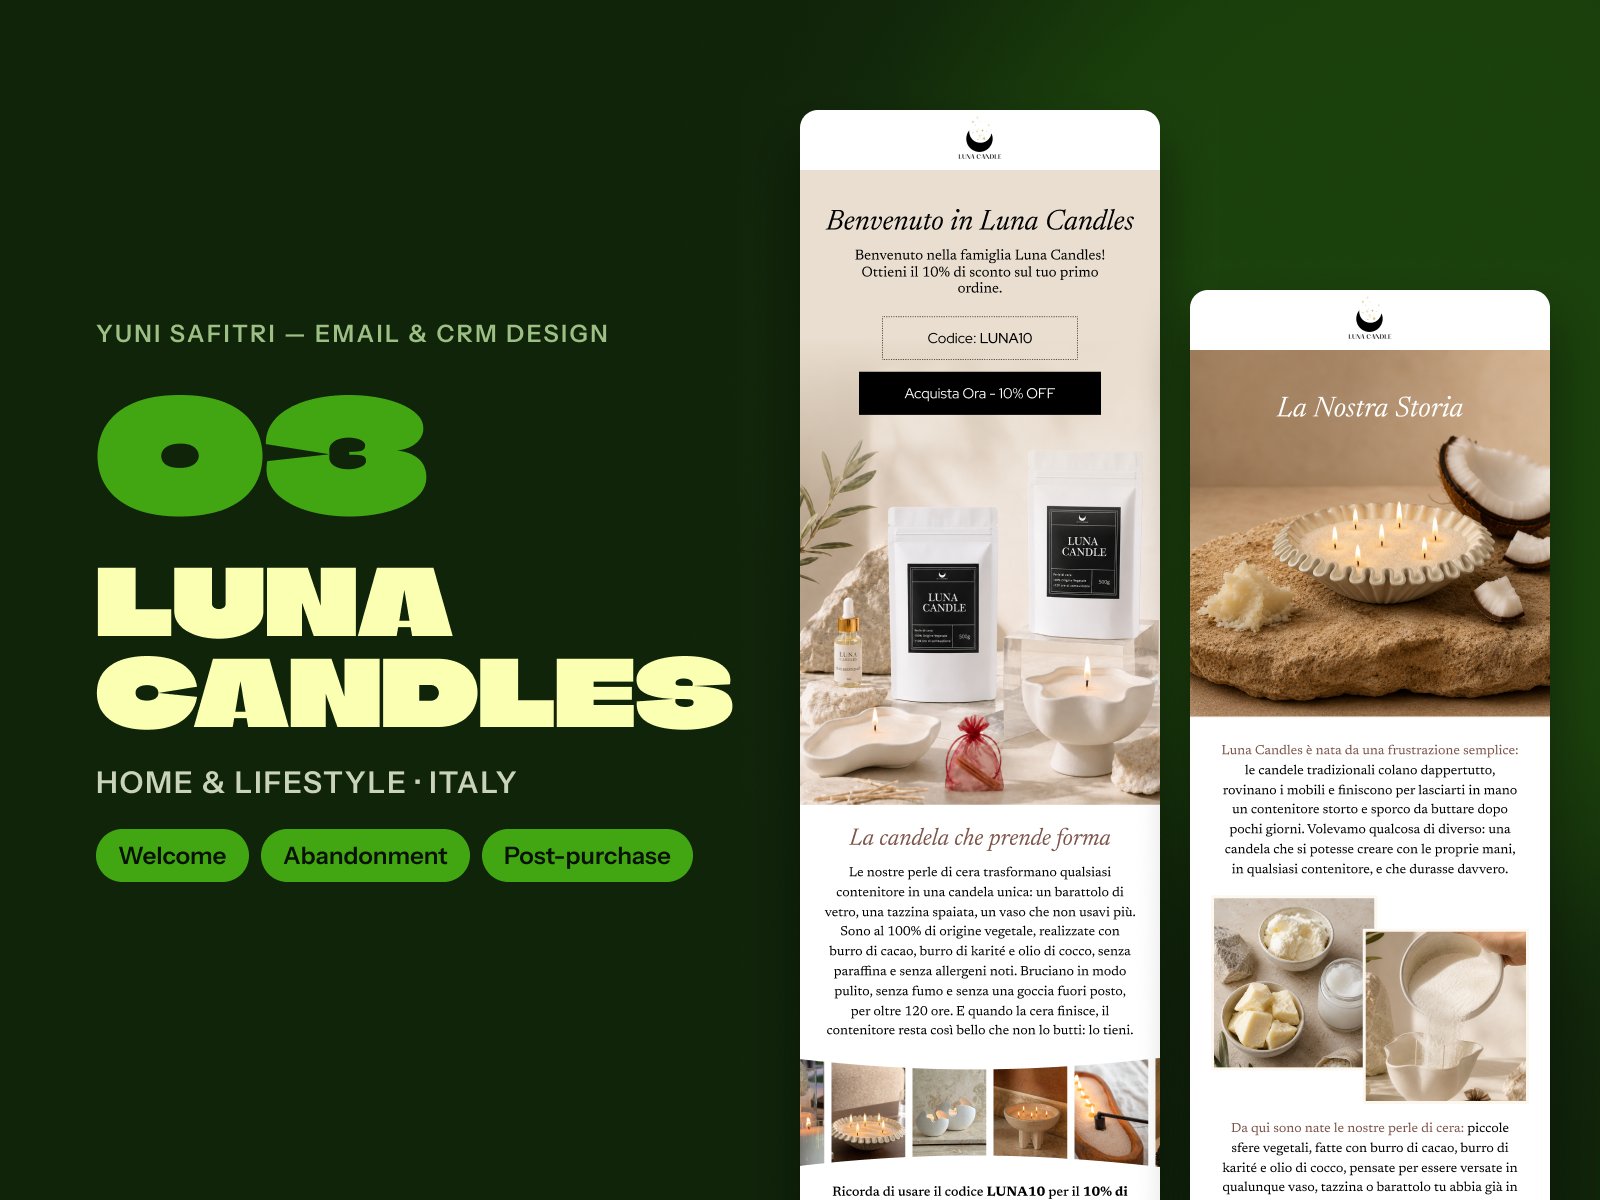 YUNI SAFITRI — EMAIL & CRM DESIGN
03
LUNA
CANDLES
HOME & LIFESTYLE · ITALY
Welcome
Abandonment
Post-purchase
LUNA CANDLE
Benvenuto in Luna Candles
Benvenuto nella famiglia Luna Candles!
Ottieni il 10% di sconto sul tuo primo
ordine.
Codice: LUNA10
Acquista Ora - 10% OFF
LUNA
CANDLE
500g
LUNA
CANDLE
500g
LUNA
La candela che prende forma
Le nostre perle di cera trasformano qualsiasi
contenitore in una candela unica: un barattolo di
vetro, una tazzina spaiata, un vaso che non usavi più.
Sono al 100% di origine vegetale, realizzate con
burro di cacao, burro di karité e olio di cocco, senza
paraffina e senza allergeni noti. Bruciano in modo
pulito, senza fumo e senza una goccia fuori posto,
per oltre 120 ore. E quando la cera finisce, il
contenitore resta così bello che non lo butti: lo tieni.
Ricorda di usare il codice LUNA10 per il 10% di
LUNA CANDLE
La Nostra Storia
Luna Candles è nata da una frustrazione semplice:
le candele tradizionali colano dappertutto,
rovinano i mobili e finiscono per lasciarti in mano
un contenitore storto e sporco da buttare dopo
pochi giorni. Volevamo qualcosa di diverso: una
candela che si potesse creare con le proprie mani,
in qualsiasi contenitore, e che durasse davvero.
Da qui sono nate le nostre perle di cera: piccole
sfere vegetali, fatte con burro di cacao, burro di
karité e olio di cocco, pensate per essere versate in
qualunque vaso, tazzina o barattolo tu abbia già in